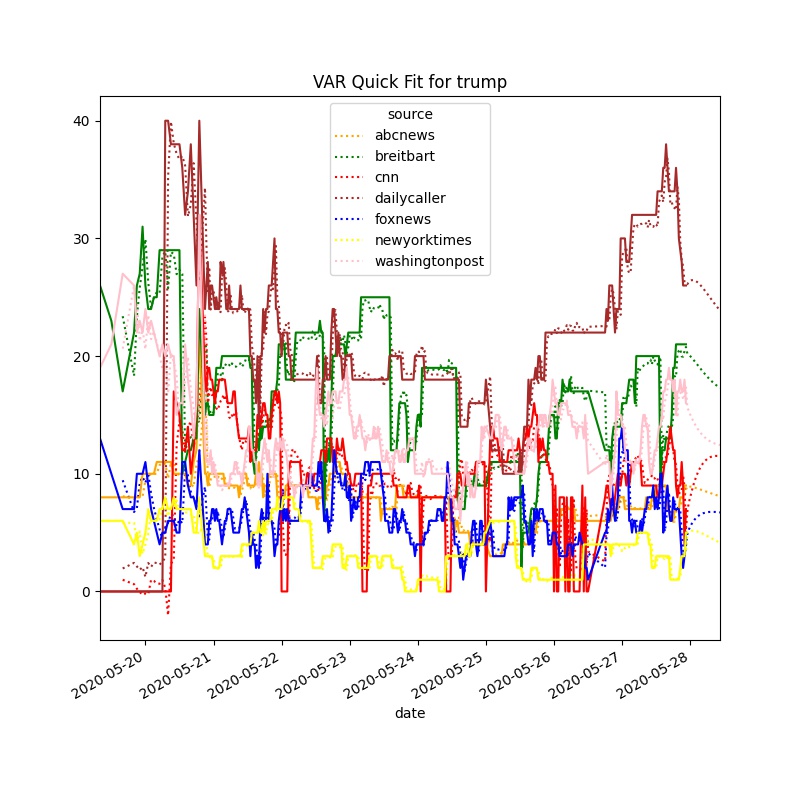 VAR Quick Fit for trump
source
abcnews
breitbart
cnn
dailycaller
foxnews
newyorktimes
washingtonpost
40
30
20
10
0
2020-05-20
2020-05-21
2020-05-22
2020-05-23
2020-05-24
2020-05-25
2020-05-26
2020-05-27
2020-05-28
date